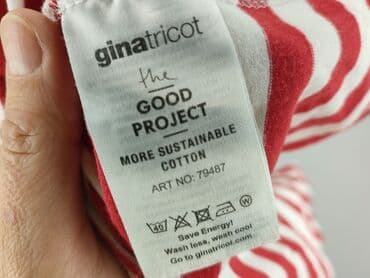 ginatricot
the
GOOD
PROJECT
MORE SUSTAINABLE
COTTON
ART NO: 79487
40 W
Save Energy!
Wash less, wash cool
Go to ginatricot.com